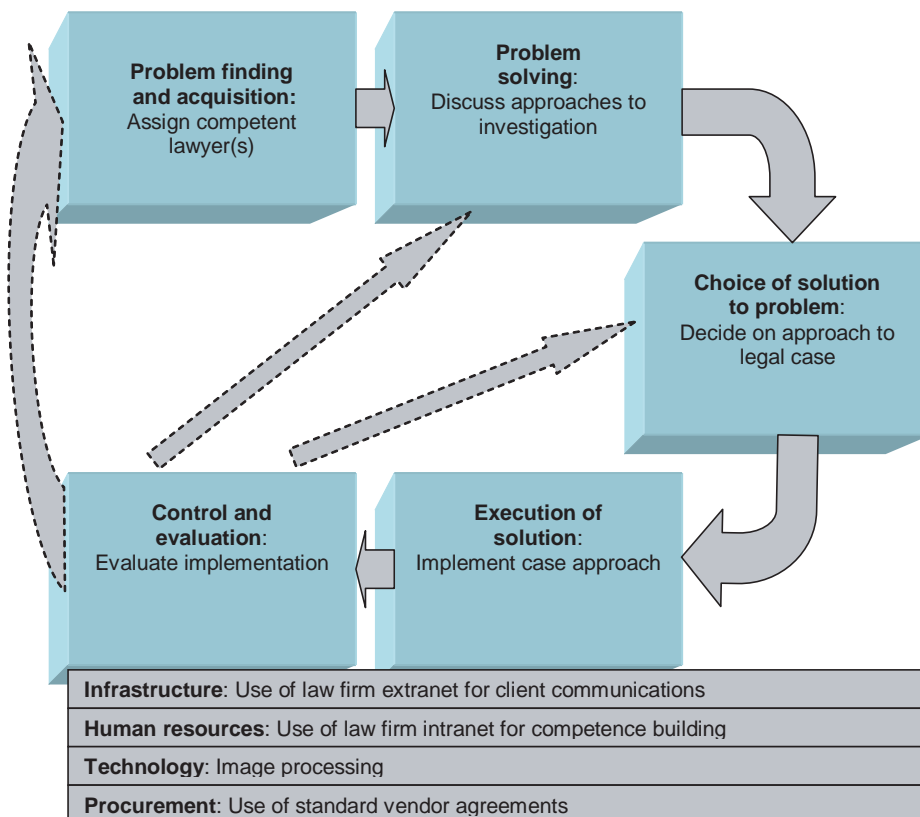 Problem finding
and acquisition:
Assign competent
lawyer(s)
Problem
solving:
Discuss approaches to
investigation
Choice of solution
to problem:
Decide on approach to
legal case
Control and
evaluation:
Evaluate implementation
Execution of
solution:
Implement case approach
Infrastructure: Use of law firm extranet for client communications
Human resources: Use of law firm intranet for competence building
Technology: Image processing
Procurement: Use of standard vendor agreements